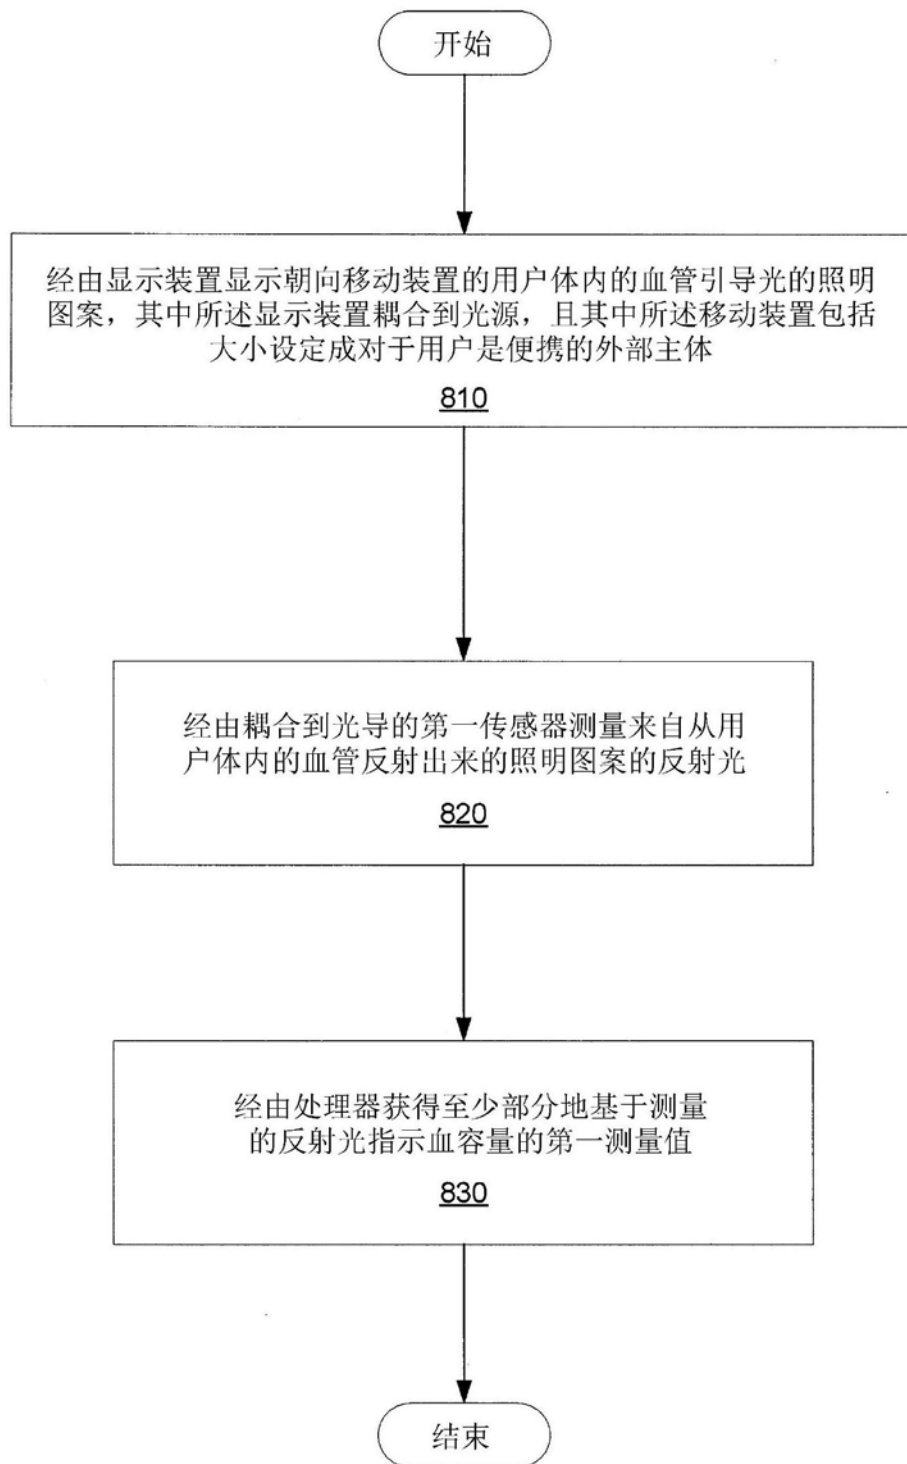 开始
经由显示装置显示朝向移动装置的用户体内的血管引导光的照明
图案，其中所述显示装置耦合到光源，且其中所述移动装置包括
大小设定成对于用户是便携的外部主体
810
经由耦合到光导的第一传感器测量来自从用
户体内的血管反射出来的照明图案的反射光
820
经由处理器获得至少部分地基于测量
的反射光指示血容量的第一测量值
830
结束